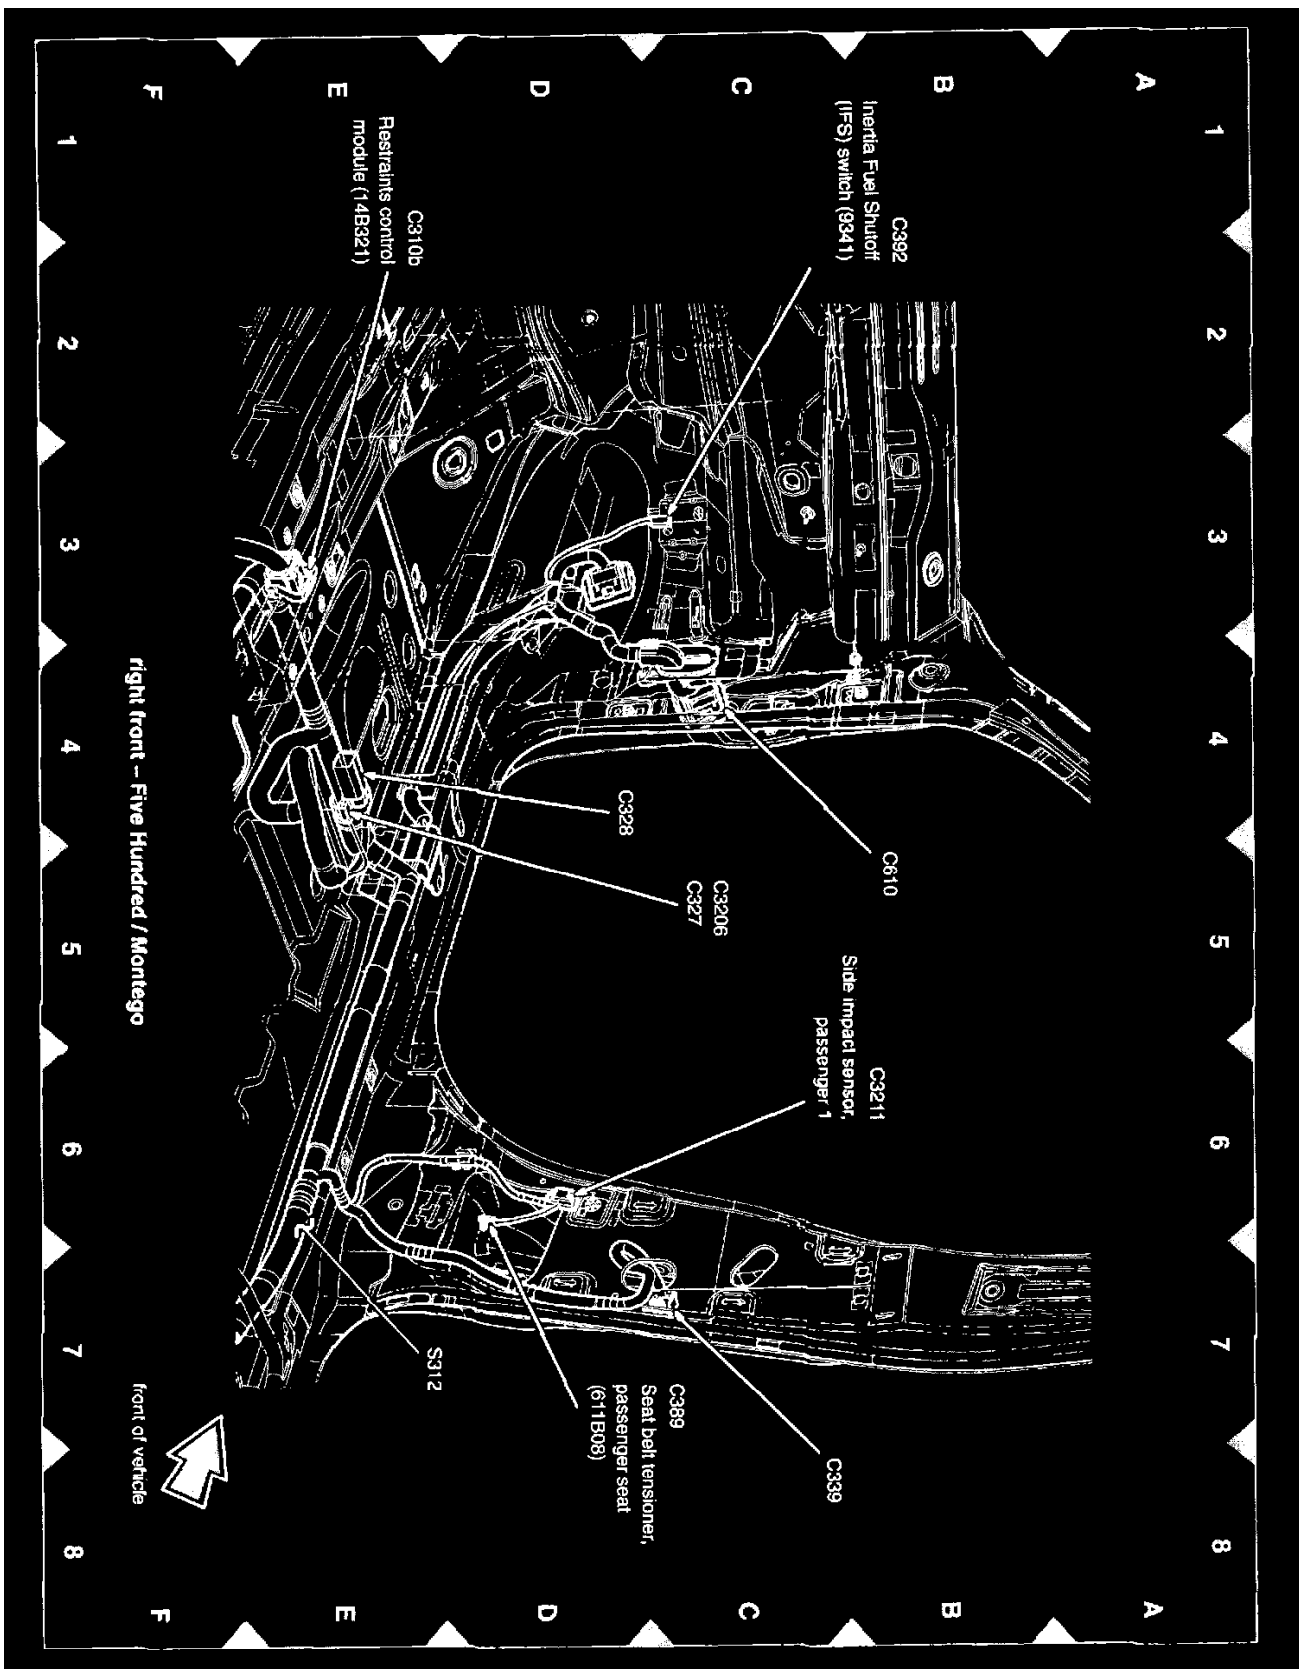 A
B
C
D
E
F
1
2
3
4
5
6
7
8
C392
Inertia Fuel Shutoff
(IFS) switch (9341)
C310b
Restraints control
module (14B321)
C610
C328
C3206
C327
C3211
Side impact sensor,
passenger 1
C339
C389
Seat belt tensioner,
passenger seat
(611B08)
S312
right front – Five Hundred / Montego
front of vehicle
1
2
3
4
5
6
7
8
A
B
C
D
E
F